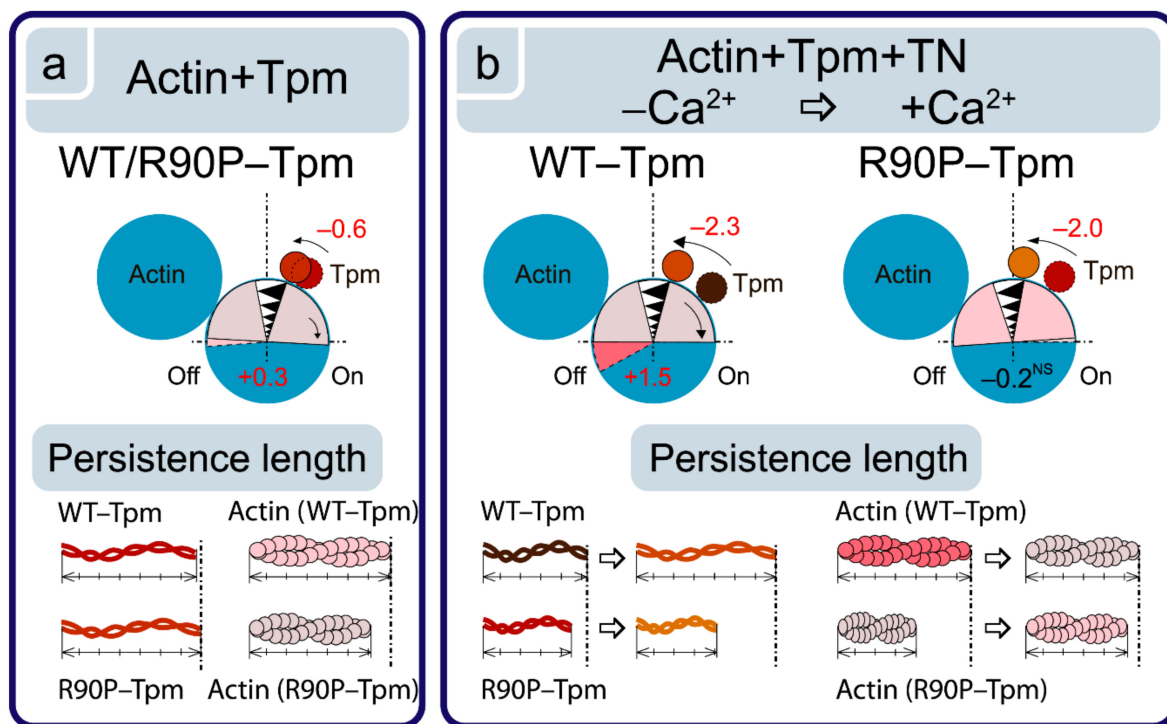 a
Actin+Tpm
WT/R90P–Tpm
–0.6
Actin
Tpm
Off
On
+0.3
Persistence length
WT–Tpm
Actin (WT–Tpm)
R90P–Tpm
Actin (R90P–Tpm)
b
Actin+Tpm+TN
–Ca²⁺ ⇨ +Ca²⁺
WT–Tpm
R90P–Tpm
–2.3
Actin
Tpm
Off
On
+1.5
–2.0
Actin
Tpm
Off
On
–0.2ᴺˢ
Persistence length
WT–Tpm
Actin (WT–Tpm)
R90P–Tpm
Actin (R90P–Tpm)